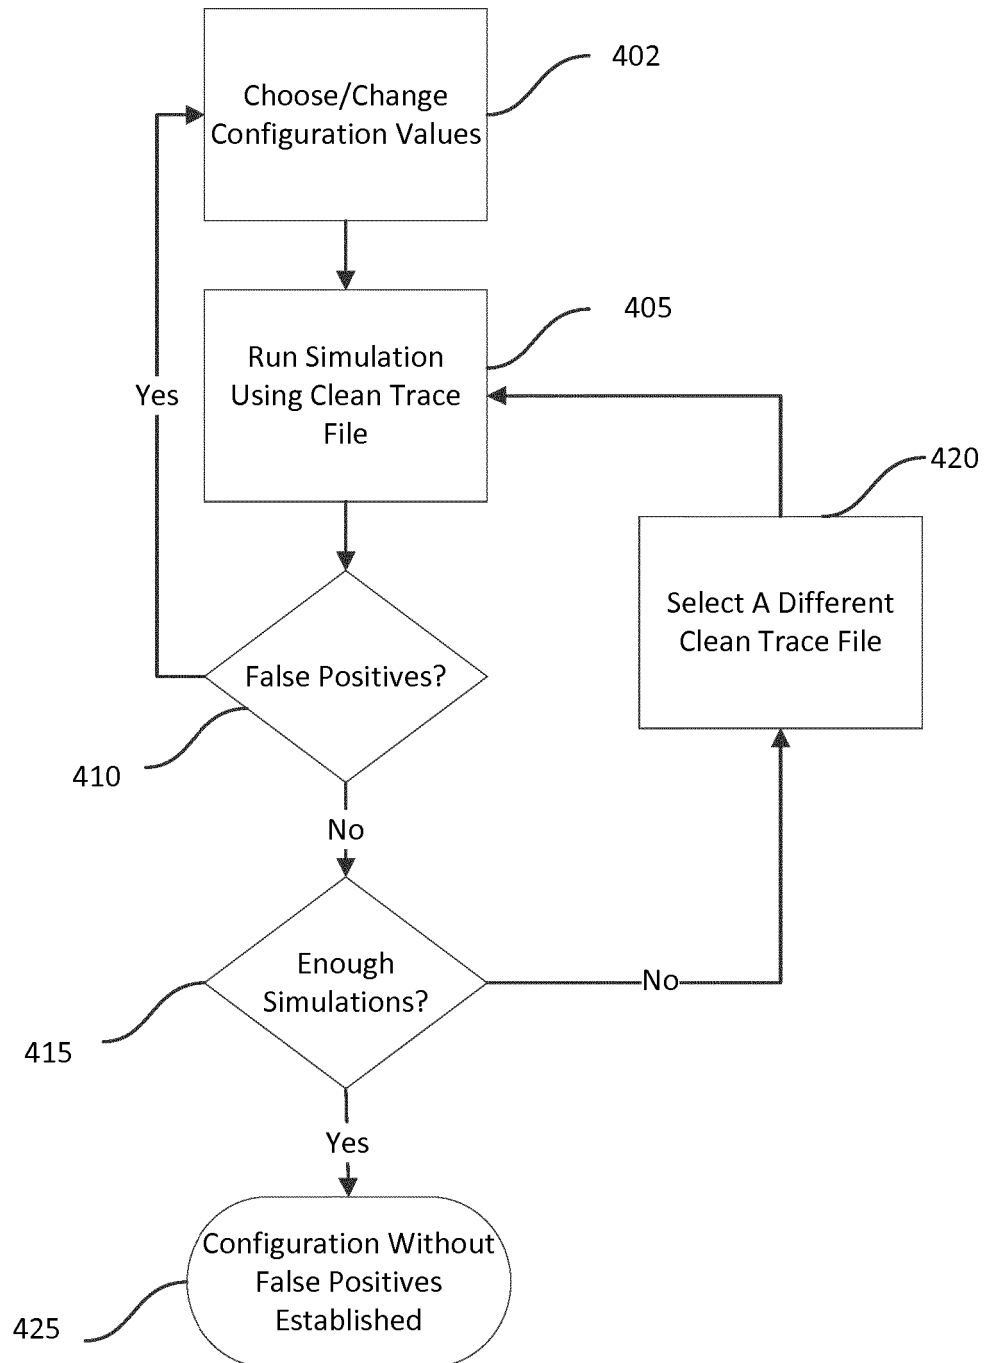 402
Choose/Change
Configuration Values
405
Run Simulation
Using Clean Trace
File
Yes
420
Select A Different
Clean Trace File
False Positives?
410
No
Enough
Simulations?
No
415
Yes
Configuration Without
False Positives
Established
425